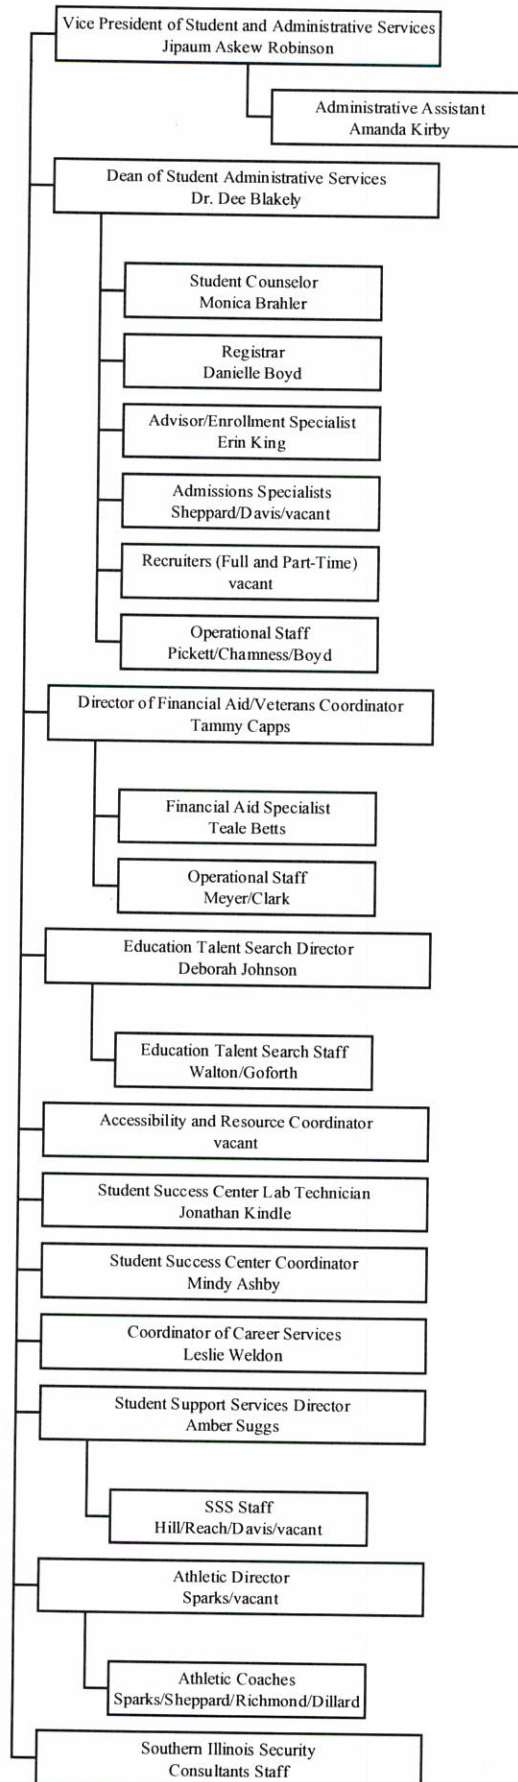 Vice President of Student and Administrative Services
Jipaum Askew Robinson
Administrative Assistant
Amanda Kirby
Dean of Student Administrative Services
Dr. Dee Blakely
Student Counselor
Monica Brahler
Registrar
Danielle Boyd
Advisor/Enrollment Specialist
Erin King
Admissions Specialists
Sheppard/Davis/vacant
Recruiters (Full and Part-Time)
vacant
Operational Staff
Pickett/Chamness/Boyd
Director of Financial Aid/Veterans Coordinator
Tammy Capps
Financial Aid Specialist
Teale Betts
Operational Staff
Meyer/Clark
Education Talent Search Director
Deborah Johnson
Education Talent Search Staff
Walton/Goforth
Accessibility and Resource Coordinator
vacant
Student Success Center Lab Technician
Jonathan Kindle
Student Success Center Coordinator
Mindy Ashby
Coordinator of Career Services
Leslie Weldon
Student Support Services Director
Amber Suggs
SSS Staff
Hill/Reach/Davis/vacant
Athletic Director
Sparks/vacant
Athletic Coaches
Sparks/Sheppard/Richmond/Dillard
Southern Illinois Security
Consultants Staff